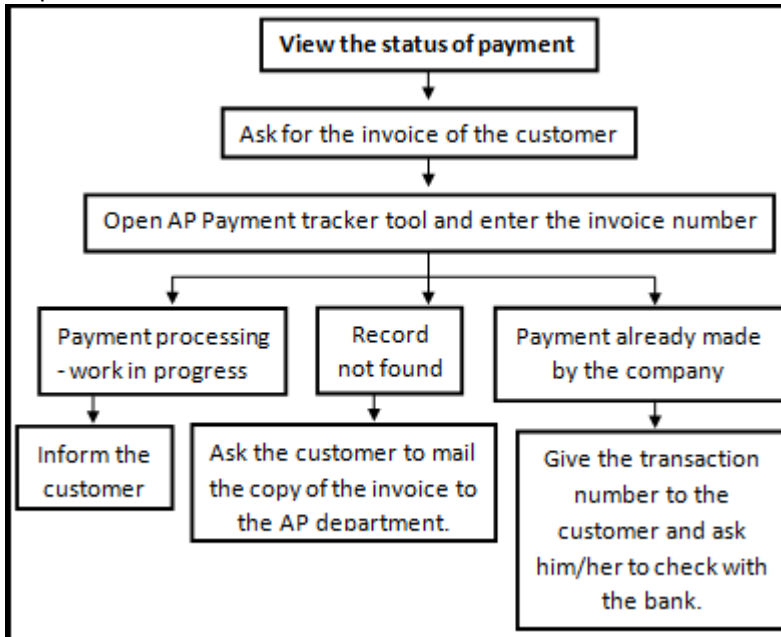 View the status of payment
Ask for the invoice of the customer
Open AP Payment tracker tool and enter the invoice number
Payment processing
- work in progress
Record
not found
Payment already made
by the company
Inform the
customer
Ask the customer to mail
the copy of the invoice to
the AP department.
Give the transaction
number to the
customer and ask
him/her to check with
the bank.